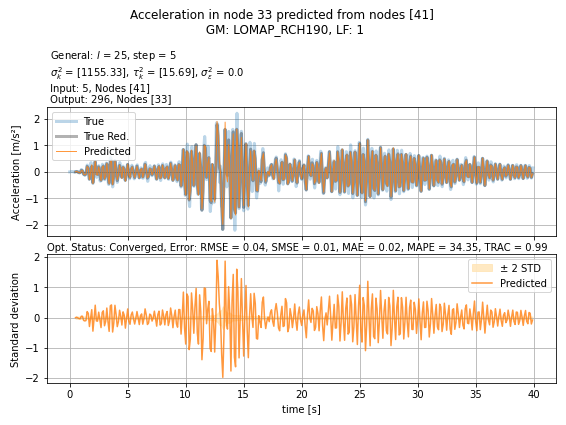 Acceleration in node 33 predicted from nodes [41]
GM: LOMAP_RCH190, LF: 1
General: l = 25, step = 5
σ²ₖ = [1155.33], τ²ₖ = [15.69], σ²ε = 0.0
Input: 5, Nodes [41]
Output: 296, Nodes [33]
Acceleration [m/s²]
2
1
0
−1
−2
True
True Red.
Predicted
Opt. Status: Converged, Error: RMSE = 0.04, SMSE = 0.01, MAE = 0.02, MAPE = 34.35, TRAC = 0.99
Standard deviation
2
1
0
−1
−2
± 2 STD
Predicted
0 5 10 15 20 25 30 35 40
time [s]